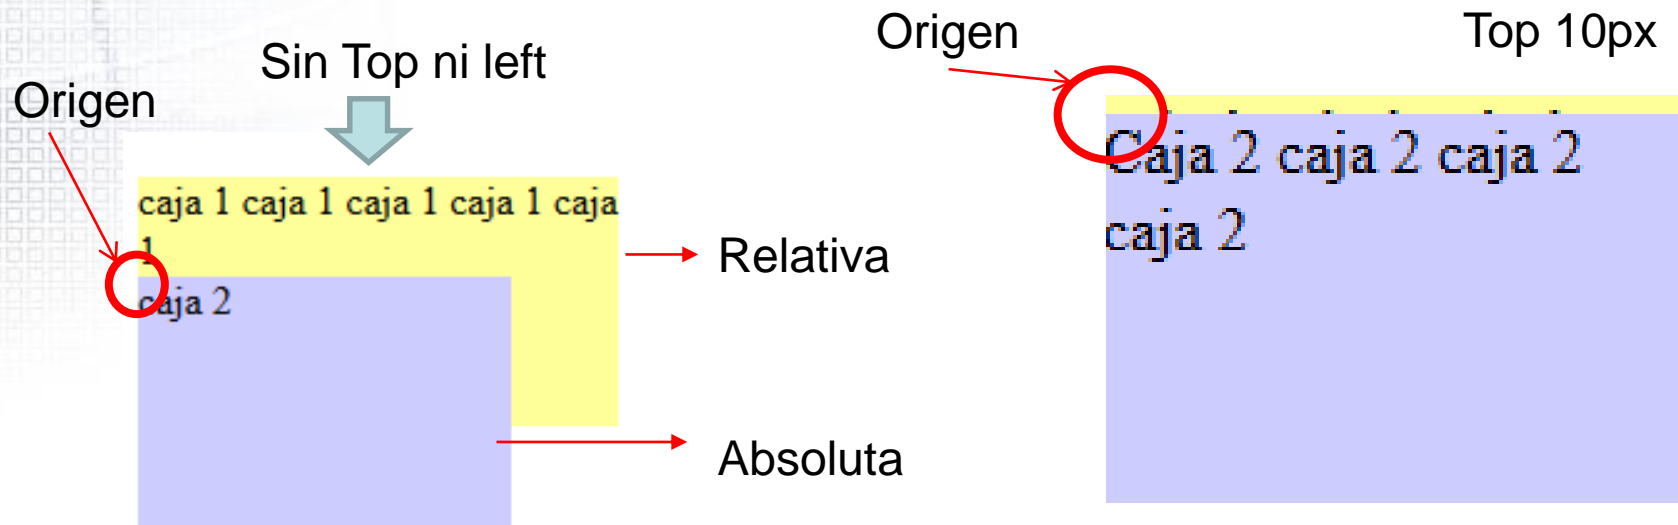 Sin Top ni left
Origen
caja 1 caja 1 caja 1 caja 1 caja
1
caja 2
Relativa
Absoluta
Origen
Top 10px
Caja 2 caja 2 caja 2
caja 2